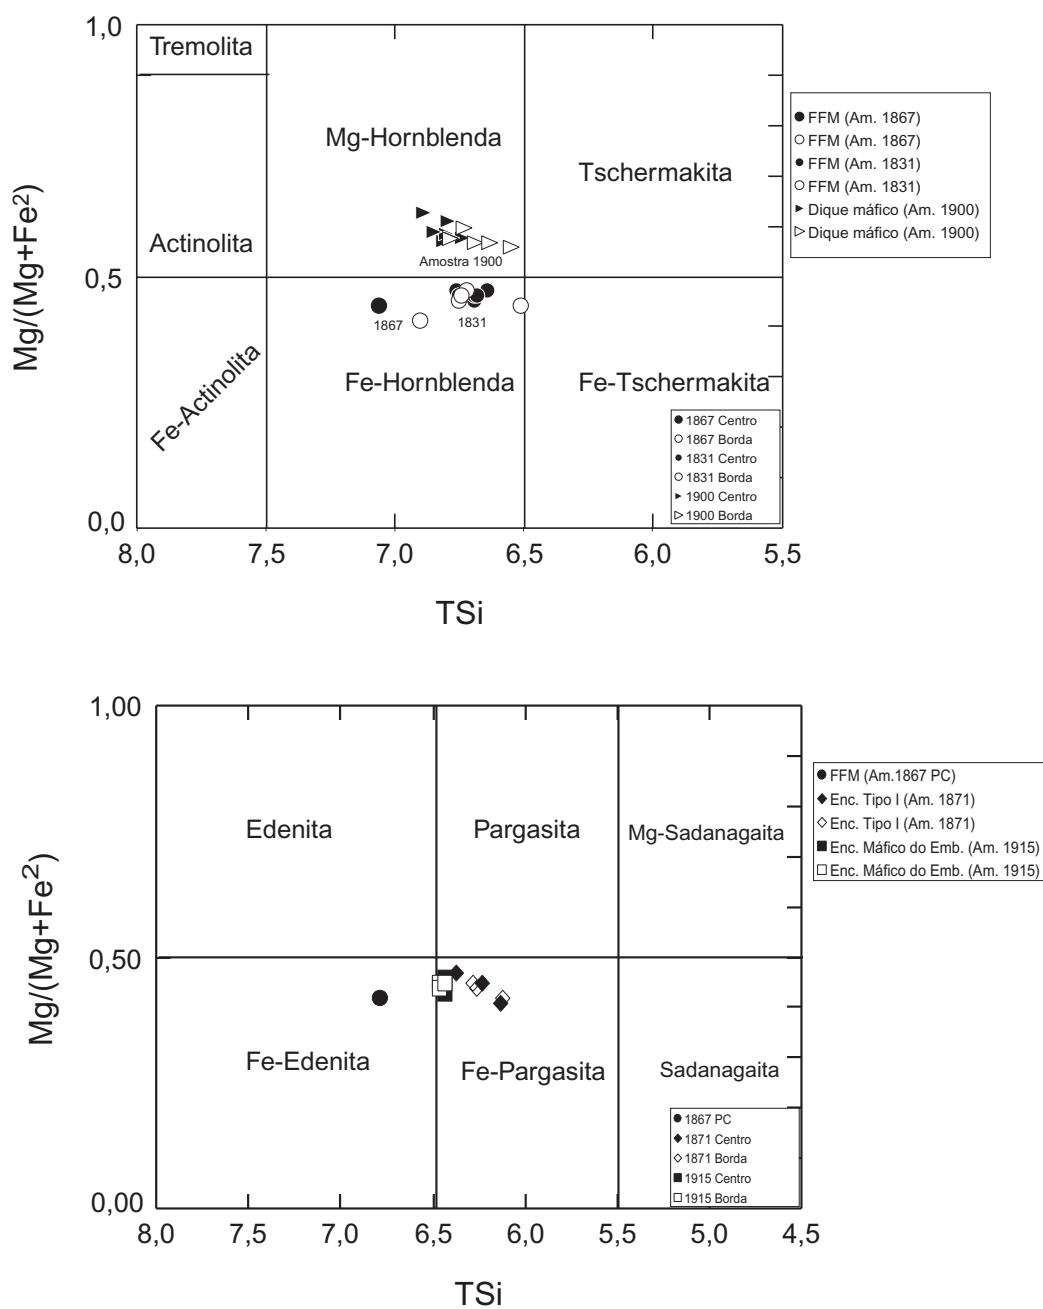 1,0
Tremolita
Mg-Hornblenda
Tschermakita
Actinolita
Amostra 1900
0,5
1867
1831
Fe-Actinolita
Fe-Hornblenda
Fe-Tschermakita
0,0
8,0 7,5 7,0 6,5 6,0 5,5
TSi
Mg/(Mg+Fe²)
FFM (Am. 1867)
FFM (Am. 1867)
FFM (Am. 1831)
FFM (Am. 1831)
Dique máfico (Am. 1900)
Dique máfico (Am. 1900)
1867 Centro
1867 Borda
1831 Centro
1831 Borda
1900 Centro
1900 Borda
1,00
Edenita
Pargasita
Mg-Sadanagaita
0,50
Fe-Edenita
Fe-Pargasita
Sadanagaita
0,00
8,0 7,5 7,0 6,5 6,0 5,5 5,0 4,5
TSi
Mg/(Mg+Fe²)
FFM (Am.1867 PC)
Enc. Tipo I (Am. 1871)
Enc. Tipo I (Am. 1871)
Enc. Máfico do Emb. (Am. 1915)
Enc. Máfico do Emb. (Am. 1915)
1867 PC
1871 Centro
1871 Borda
1915 Centro
1915 Borda